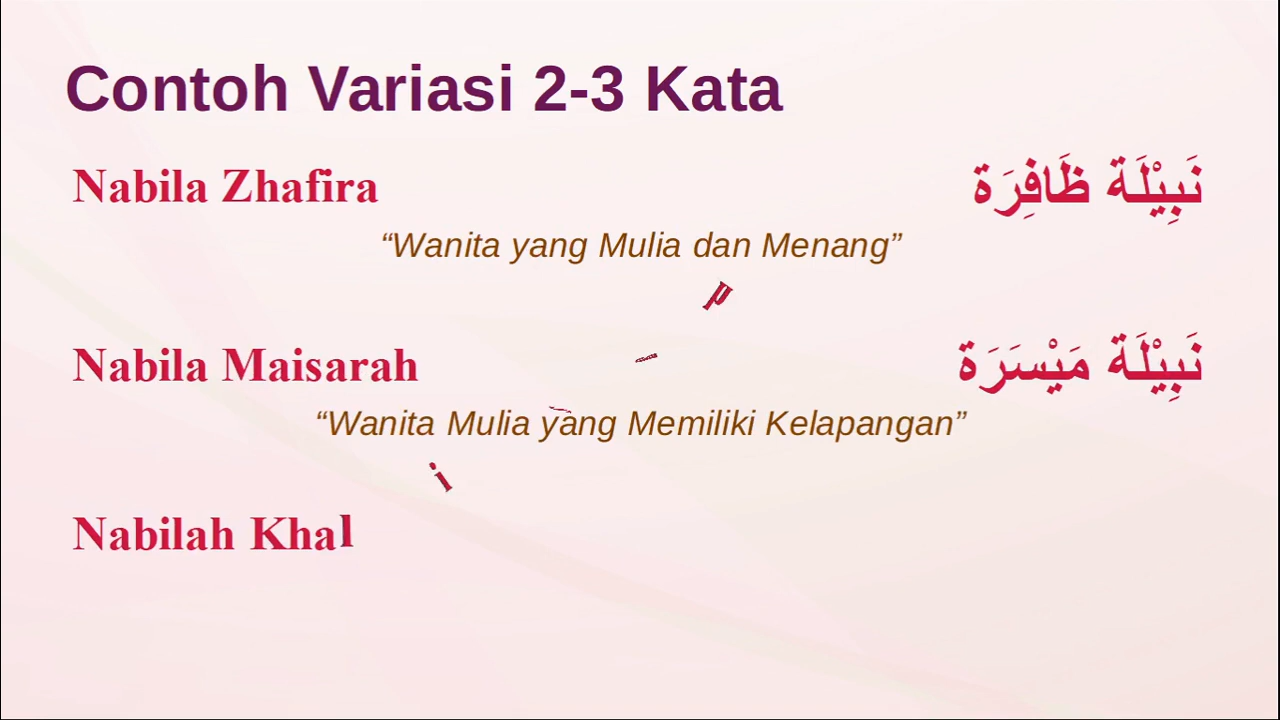 Contoh Variasi 2-3 Kata
Nabila Zhafira نَبِيْلَة ظَافِرَة
“Wanita yang Mulia dan Menang”
Nabila Maisarah نَبِيْلَة مَيْسَرَة
“Wanita Mulia yang Memiliki Kelapangan”
Nabilah Khal